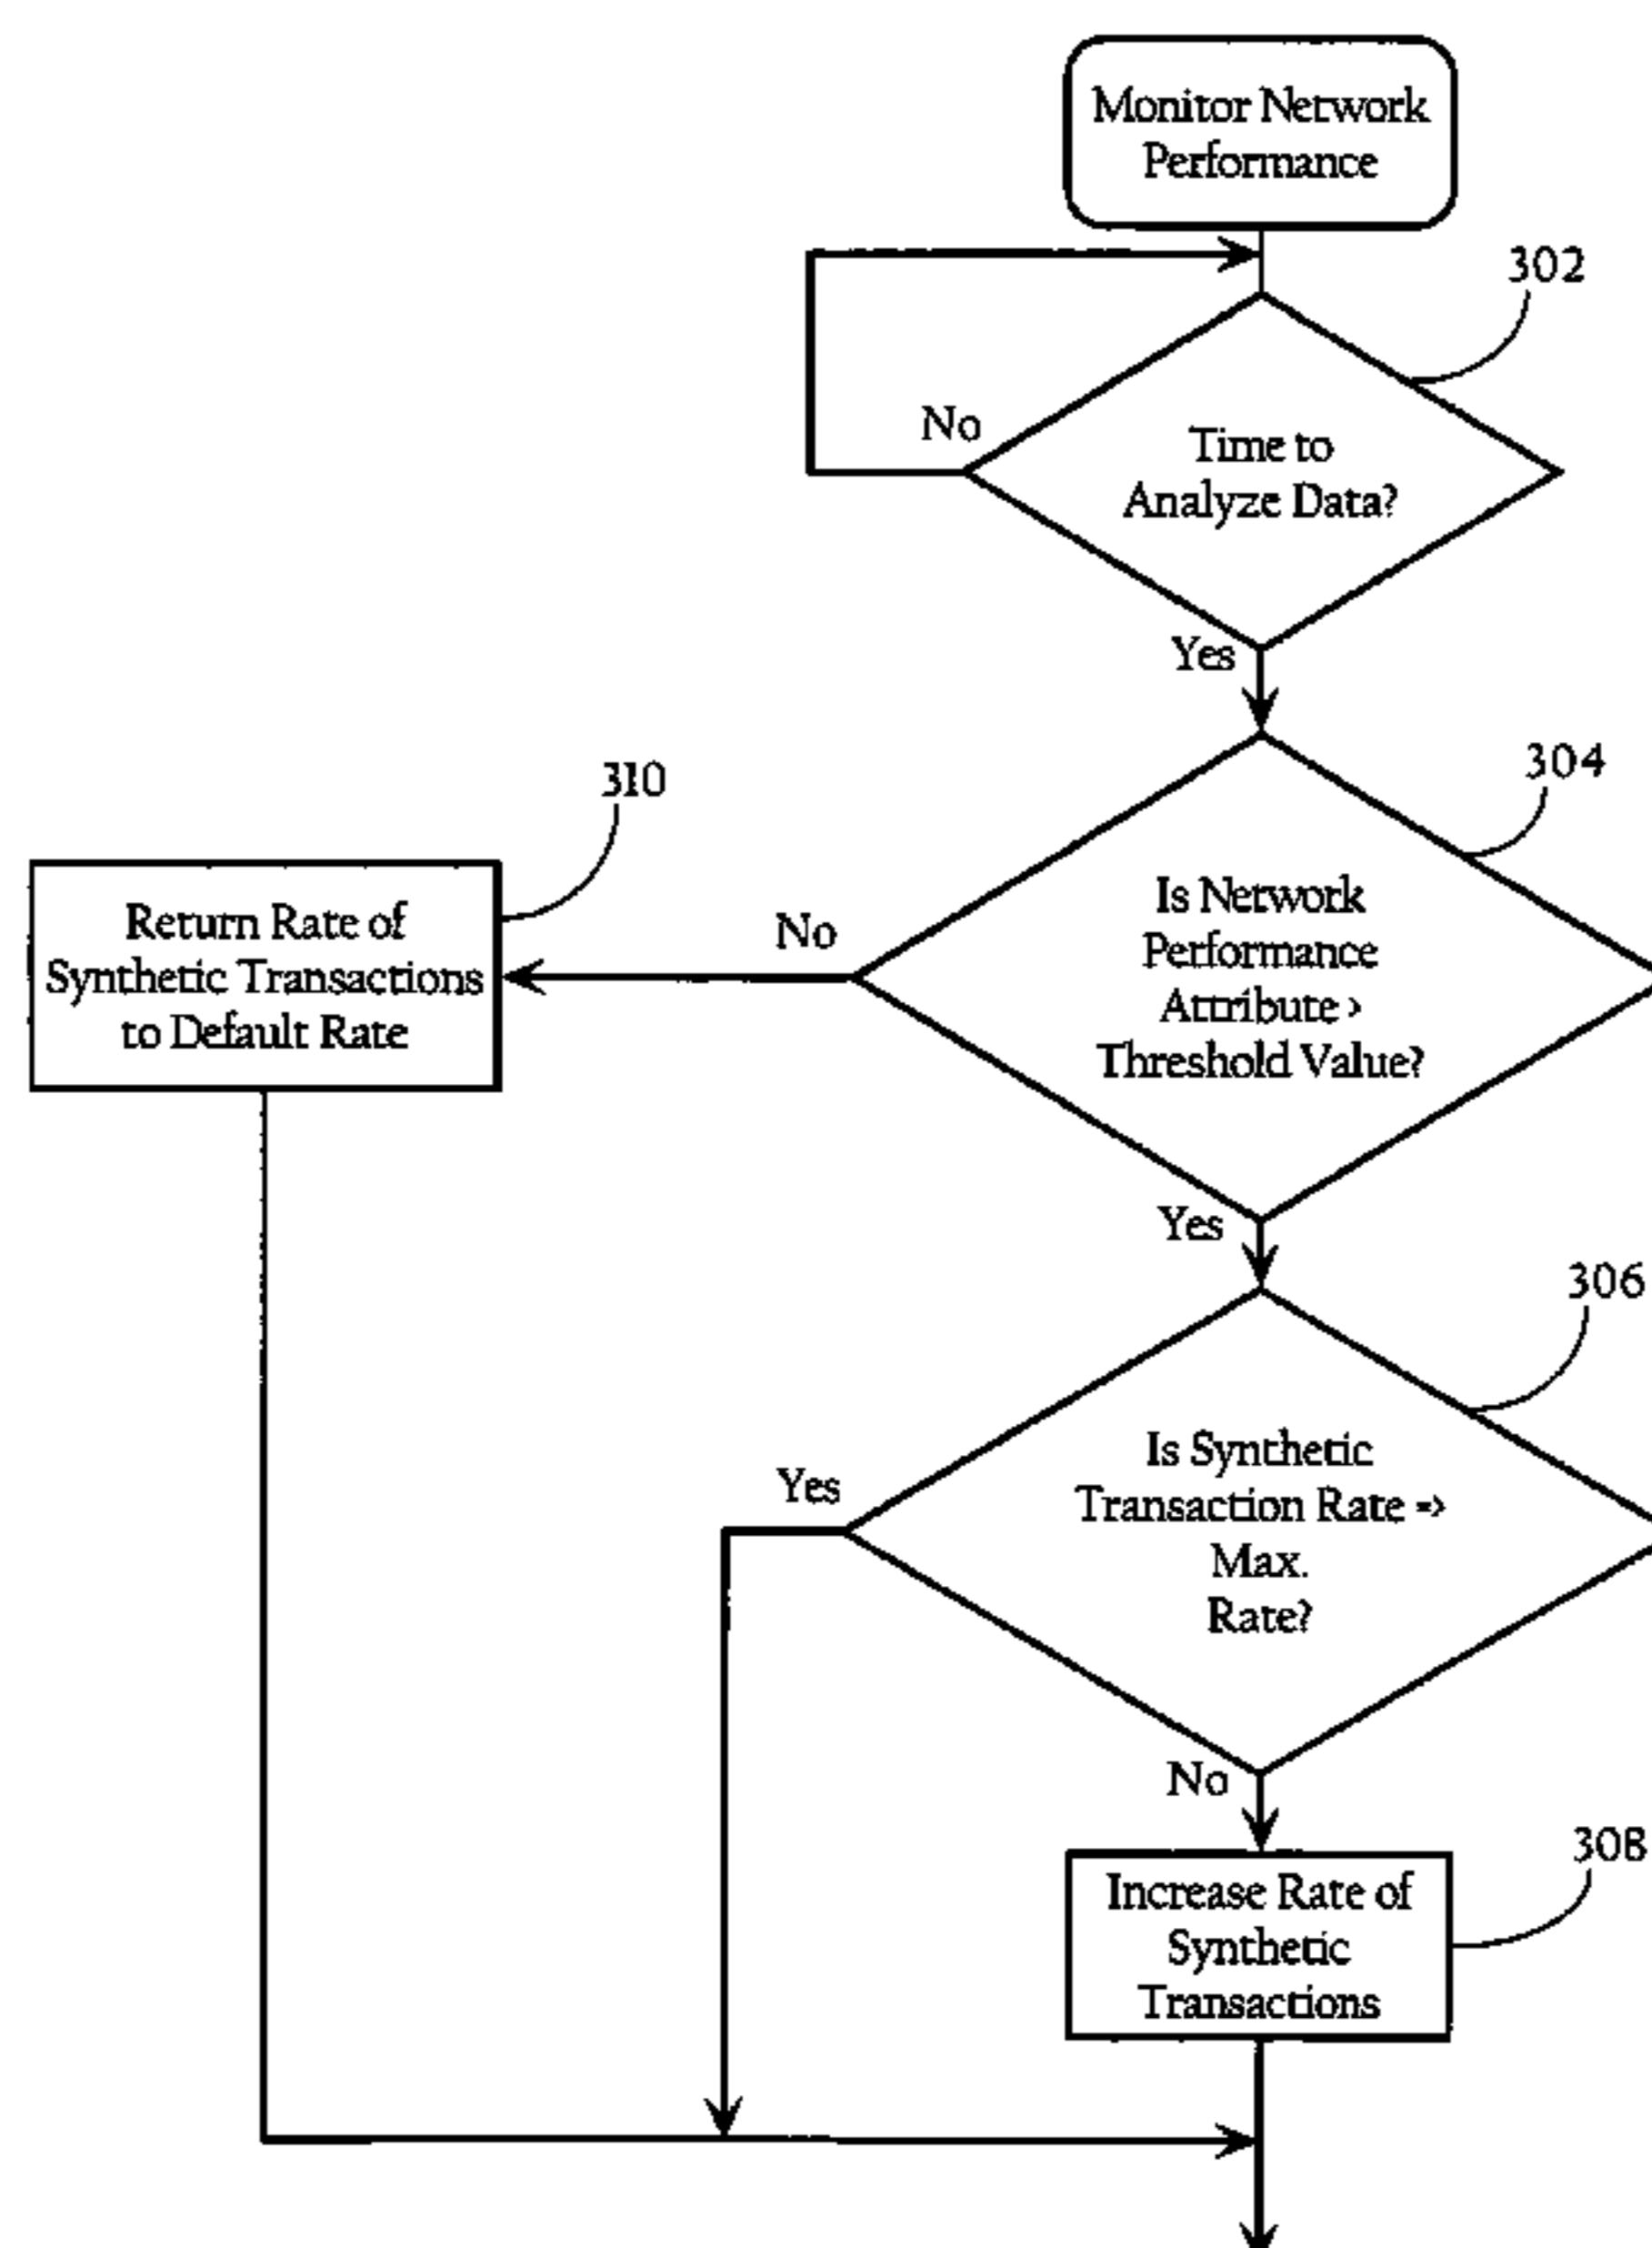 Monitor Network
Performance
302
No
Time to
Analyze Data?
Yes
304
310
Is Network
Performance
Attribute >
Threshold Value?
No
Return Rate of
Synthetic Transactions
to Default Rate
Yes
306
Is Synthetic
Transaction Rate =>
Max.
Rate?
Yes
No
308
Increase Rate of
Synthetic
Transactions